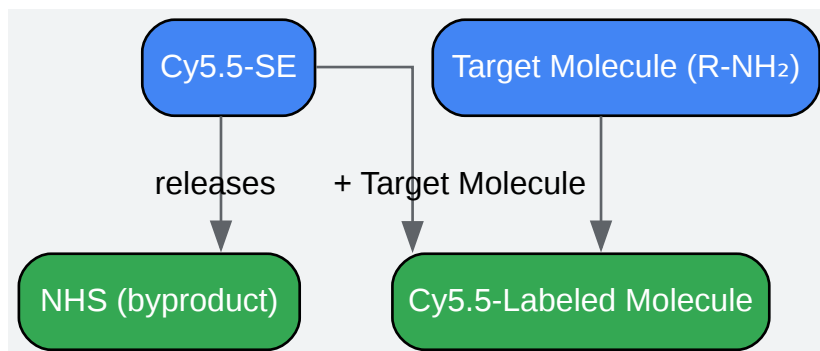 Cy5.5-SE
Target Molecule (R-NH₂)
releases
+ Target Molecule
NHS (byproduct)
Cy5.5-Labeled Molecule